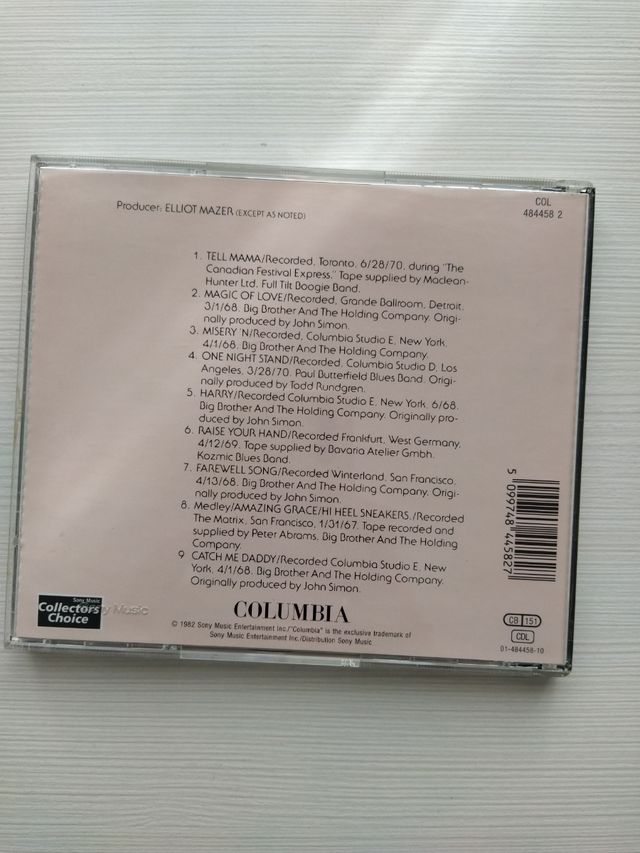 Producer: ELLIOT MAZER (EXCEPT AS NOTED)
COL
484458 2
1. TELL MAMA/Recorded, Toronto, 6/28/70, during "The
Canadian Festival Express." Tape supplied by Maclean-
Hunter Ltd. Full Tilt Boogie Band.
2. MAGIC OF LOVE/Recorded, Grande Ballroom, Detroit,
3/1/68. Big Brother And The Holding Company. Origi-
nally produced by John Simon.
3. MISERY 'N/Recorded, Columbia Studio E, New York,
4/1/68. Big Brother And The Holding Company.
4. ONE NIGHT STAND/Recorded, Columbia Studio D, Los
Angeles, 3/28/70. Paul Butterfield Blues Band. Origi-
nally produced by Todd Rundgren.
5. HARRY/Recorded Columbia Studio E, New York, 6/68.
Big Brother And The Holding Company. Originally pro-
duced by John Simon.
6. RAISE YOUR HAND/Recorded Frankfurt, West Germany,
4/12/69. Tape supplied by Bavaria Atelier Gmbh.
Kozmic Blues Band.
7. FAREWELL SONG/Recorded Winterland, San Francisco,
4/13/68. Big Brother And The Holding Company. Origi-
nally produced by John Simon.
8. Medley/AMAZING GRACE/HI HEEL SNEAKERS./Recorded
The Matrix, San Francisco, 1/31/67. Tape recorded and
supplied by Peter Abrams, Big Brother And The Holding
Company.
9 CATCH ME DADDY/Recorded Columbia Studio E, New
York, 4/1/68. Big Brother And The Holding Company.
Originally produced by John Simon.
5 099748 445827
Sony Music
Collectors
Choice
Music
COLUMBIA
© 1982 Sony Music Entertainment Inc./"Columbia" is the exclusive trademark of
Sony Music Entertainment Inc./Distribution Sony Music
CB 151
CDL
01-484458-10